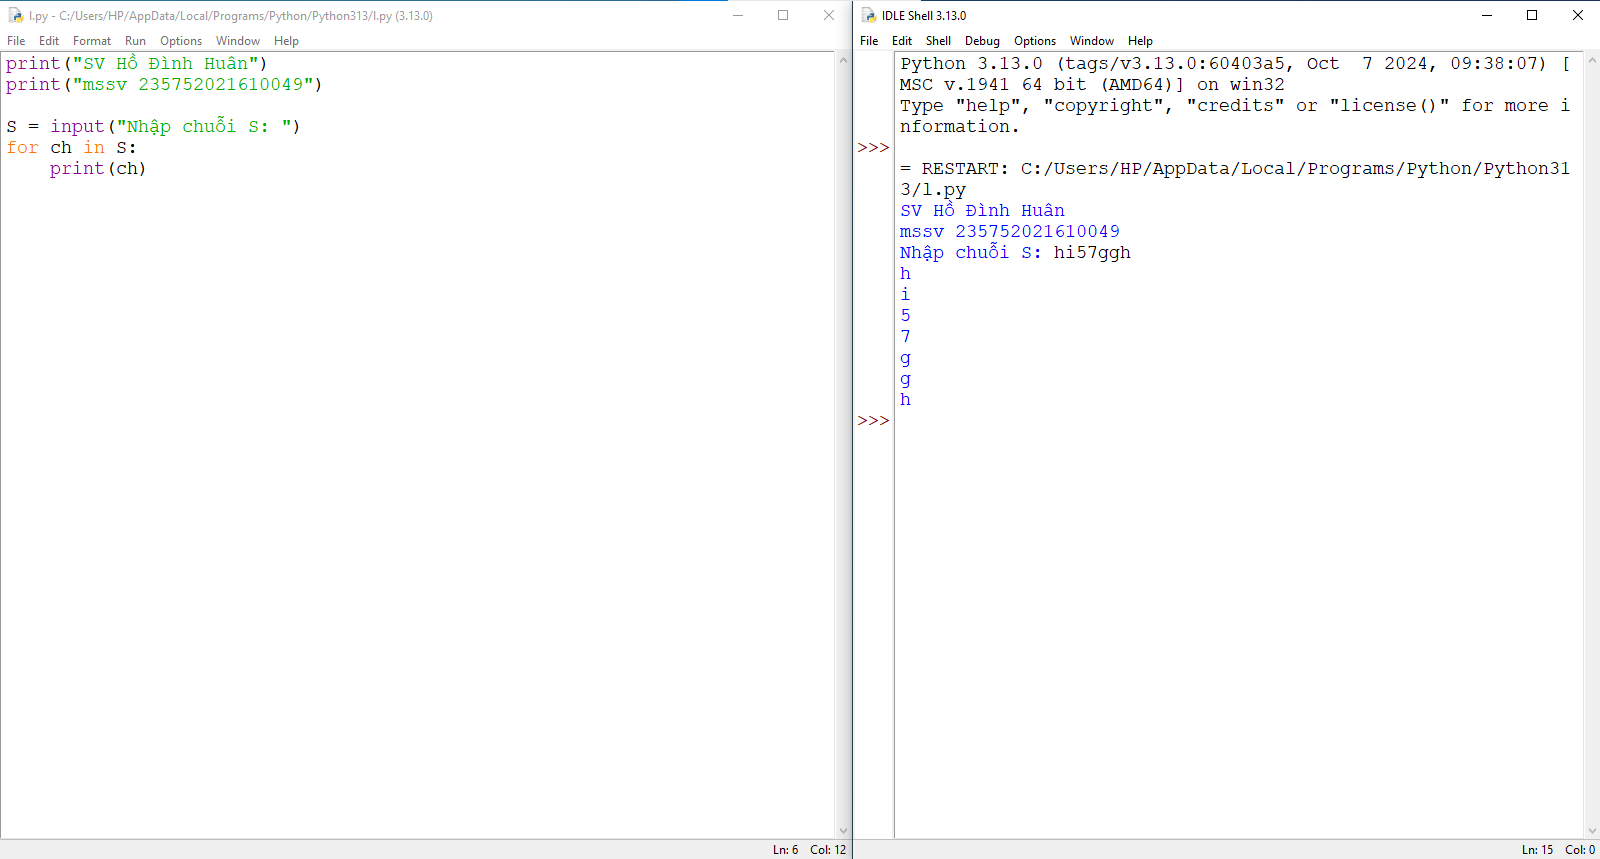 l.py - C:/Users/HP/AppData/Local/Programs/Python/Python313/l.py (3.13.0)
File Edit Format Run Options Window Help
print("SV Hồ Đình Huân")
print("mssv 235752021610049")
S = input("Nhập chuỗi S: ")
for ch in S:
    print(ch)
Ln: 6 Col: 12
IDLE Shell 3.13.0
File Edit Shell Debug Options Window Help
Python 3.13.0 (tags/v3.13.0:60403a5, Oct  7 2024, 09:38:07) [
MSC v.1941 64 bit (AMD64)] on win32
Type "help", "copyright", "credits" or "license()" for more i
nformation.
>>>
= RESTART: C:/Users/HP/AppData/Local/Programs/Python/Python31
3/l.py
SV Hồ Đình Huân
mssv 235752021610049
Nhập chuỗi S: hi57ggh
h
i
5
7
g
g
h
>>>
Ln: 15 Col: 0